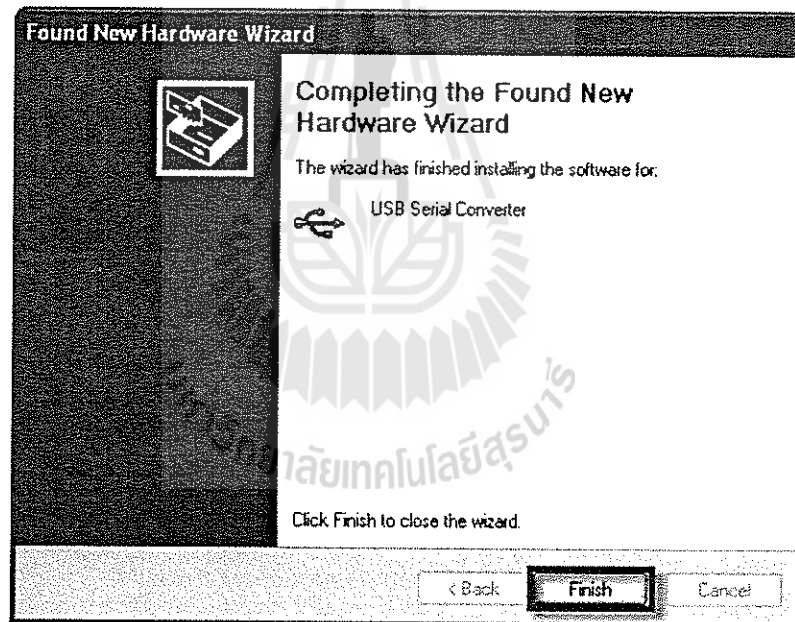 Found New Hardware Wizard
Completing the Found New
Hardware Wizard
The wizard has finished installing the software for:
USB Serial Converter
Click Finish to close the wizard.
< Back
Finish
Cancel